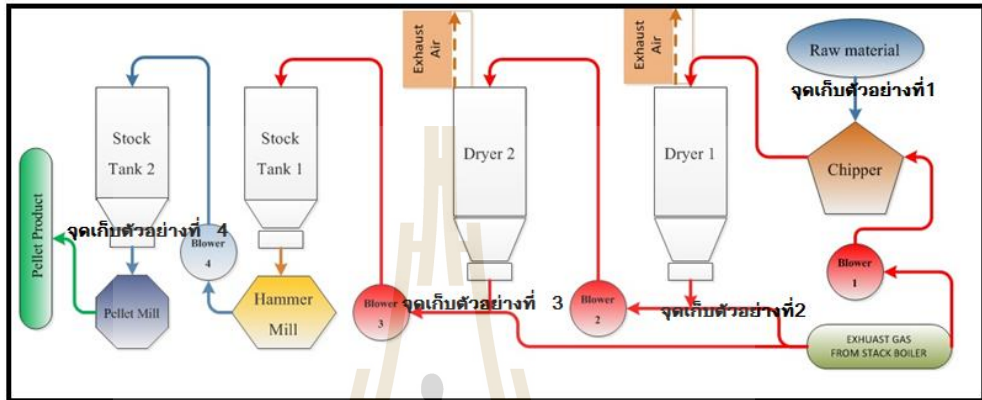 Exhaust
Air
Exhaust
Air
Raw material
จุดเก็บตัวอย่างที่1
Stock
Tank 2
Stock
Tank 1
Dryer 2
Dryer 1
Chipper
Pellet Product
จุดเก็บตัวอย่างที่ 4
Blower
4
Blower
1
Pellet Mill
Hammer
Mill
Blower
3
จุดเก็บตัวอย่างที่ 3
Blower
2
จุดเก็บตัวอย่างที่2
EXHUAST GAS
FROM STACK BOILER